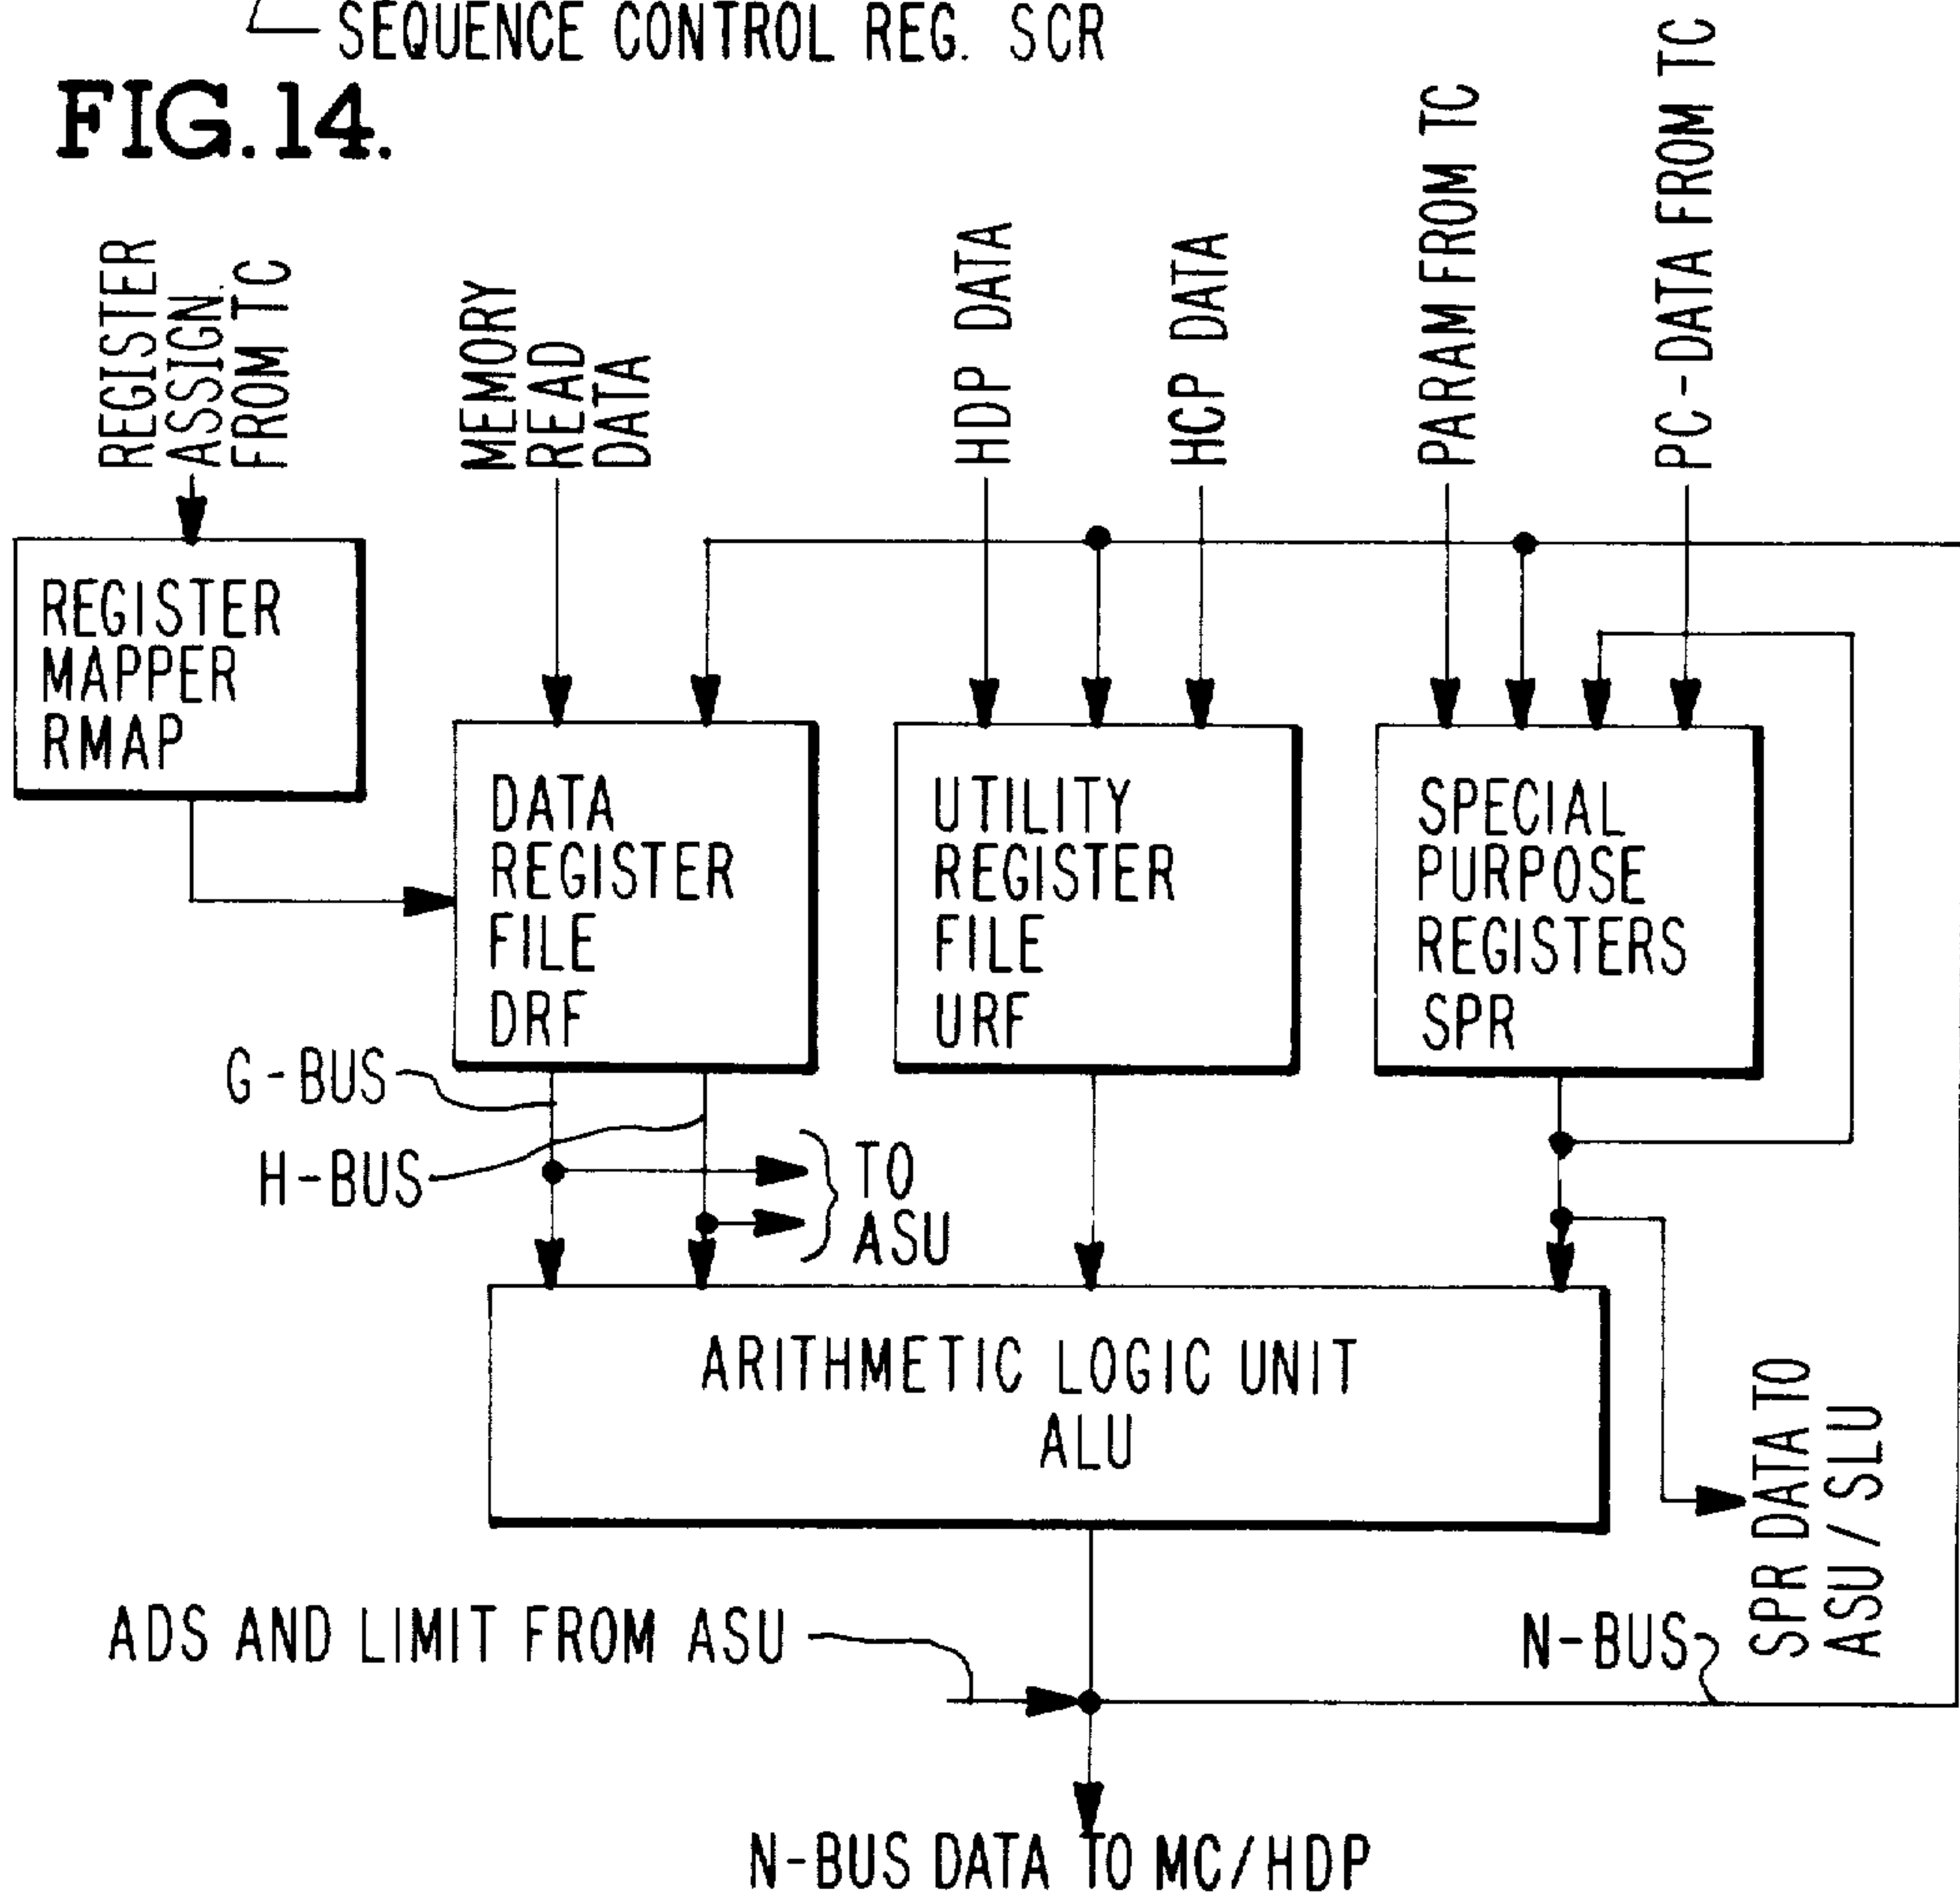 SEQUENCE CONTROL REG. SCR
FIG.14.
REGISTER
ASSIGN.
FROM TC
MEMORY
READ
DATA
HDP DATA
HCP DATA
PARAM FROM TC
PC-DATA FROM TC
REGISTER
MAPPER
RMAP
DATA
REGISTER
FILE
DRF
UTILITY
REGISTER
FILE
URF
SPECIAL
PURPOSE
REGISTERS
SPR
G-BUS
H-BUS
TO
ASU
ARITHMETIC LOGIC UNIT
ALU
SPR DATA TO
ASU/SLU
ADS AND LIMIT FROM ASU
N-BUS
N-BUS DATA TO MC/HDP